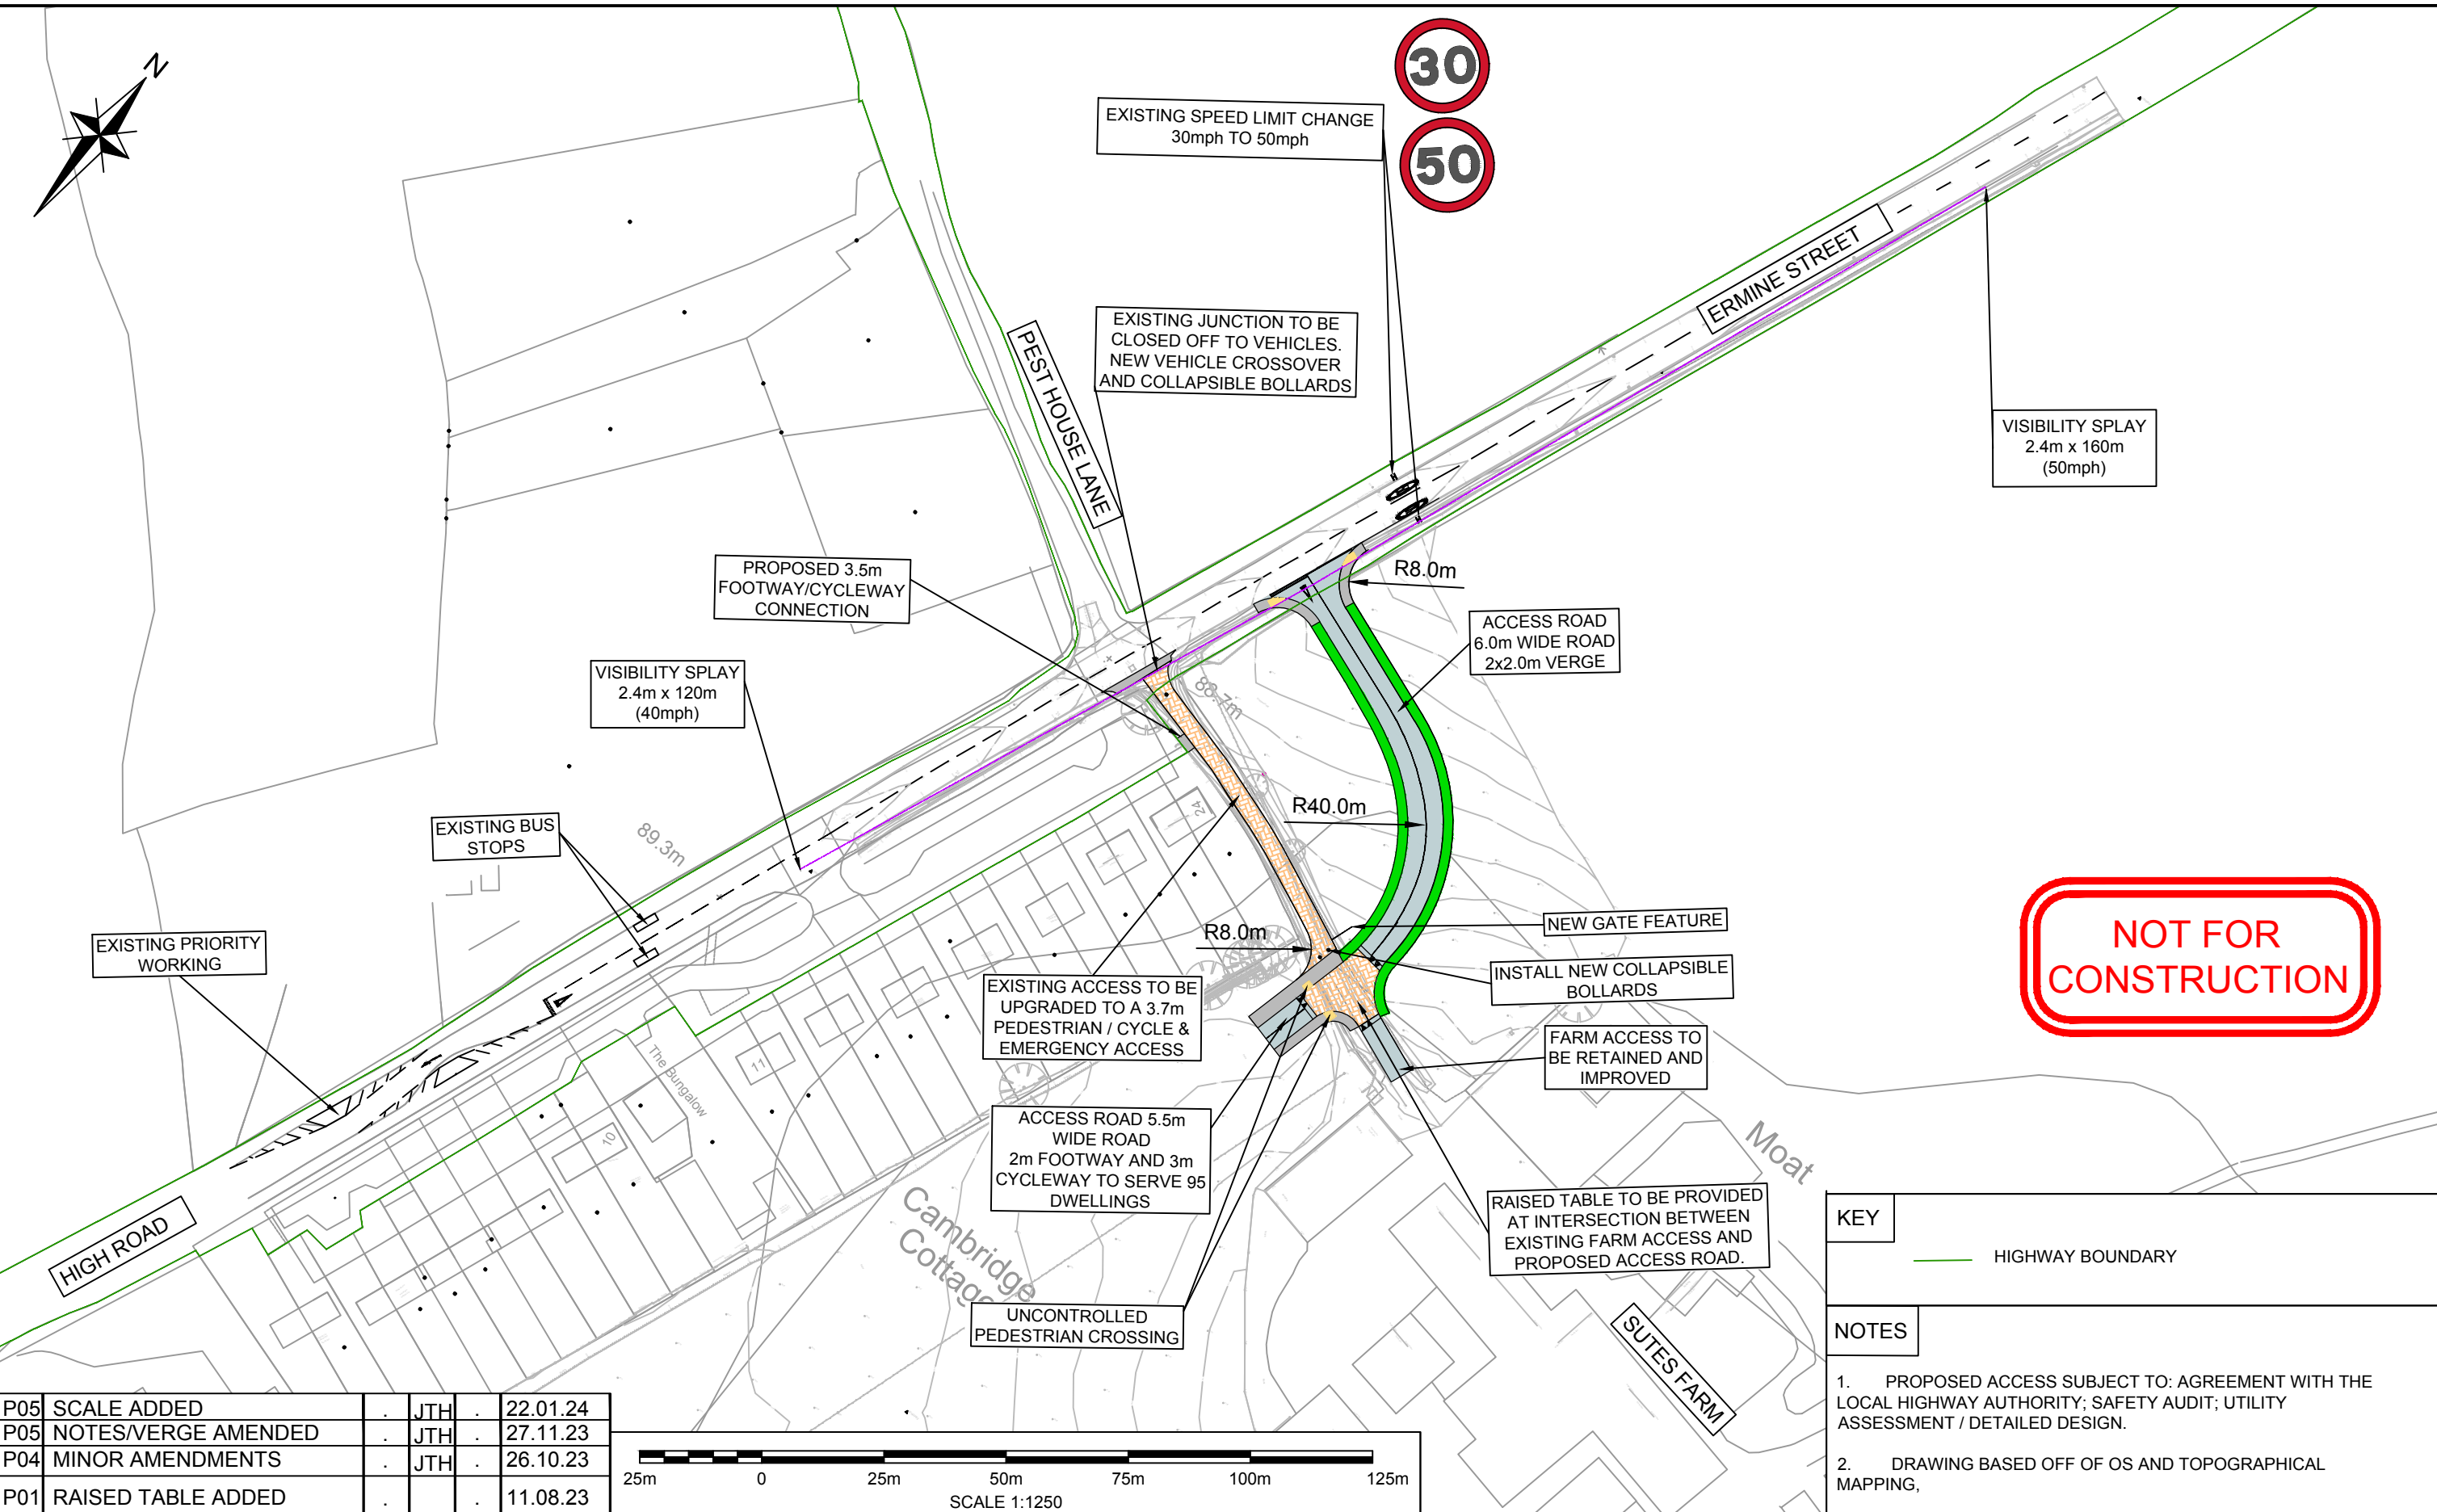 N
30
50
EXISTING SPEED LIMIT CHANGE
30mph TO 50mph
ERMINE STREET
EXISTING JUNCTION TO BE
CLOSED OFF TO VEHICLES.
NEW VEHICLE CROSSOVER
AND COLLAPSIBLE BOLLARDS
PEST HOUSE LANE
VISIBILITY SPLAY
2.4m x 160m
(50mph)
PROPOSED 3.5m
FOOTWAY/CYCLEWAY
CONNECTION
R8.0m
ACCESS ROAD
6.0m WIDE ROAD
2x2.0m VERGE
VISIBILITY SPLAY
2.4m x 120m
(40mph)
88.7m
R40.0m
24
EXISTING BUS
STOPS
89.3m
EXISTING PRIORITY
WORKING
R8.0m
NEW GATE FEATURE
INSTALL NEW COLLAPSIBLE
BOLLARDS
NOT FOR
CONSTRUCTION
EXISTING ACCESS TO BE
UPGRADED TO A 3.7m
PEDESTRIAN / CYCLE &
EMERGENCY ACCESS
FARM ACCESS TO
BE RETAINED AND
IMPROVED
The Bungalow
11
10
ACCESS ROAD 5.5m
WIDE ROAD
2m FOOTWAY AND 3m
CYCLEWAY TO SERVE 95
DWELLINGS
Moat
RAISED TABLE TO BE PROVIDED
AT INTERSECTION BETWEEN
EXISTING FARM ACCESS AND
PROPOSED ACCESS ROAD.
HIGH ROAD
Cambridge
Cottage
UNCONTROLLED
PEDESTRIAN CROSSING
SUTES FARM
KEY
HIGHWAY BOUNDARY
NOTES
1. PROPOSED ACCESS SUBJECT TO: AGREEMENT WITH THE
LOCAL HIGHWAY AUTHORITY; SAFETY AUDIT; UTILITY
ASSESSMENT / DETAILED DESIGN.
2. DRAWING BASED OFF OF OS AND TOPOGRAPHICAL
MAPPING,
P05 SCALE ADDED . JTH . 22.01.24
P05 NOTES/VERGE AMENDED . JTH . 27.11.23
P04 MINOR AMENDMENTS . JTH . 26.10.23
P01 RAISED TABLE ADDED . . 11.08.23
25m 0 25m 50m 75m 100m 125m
SCALE 1:1250